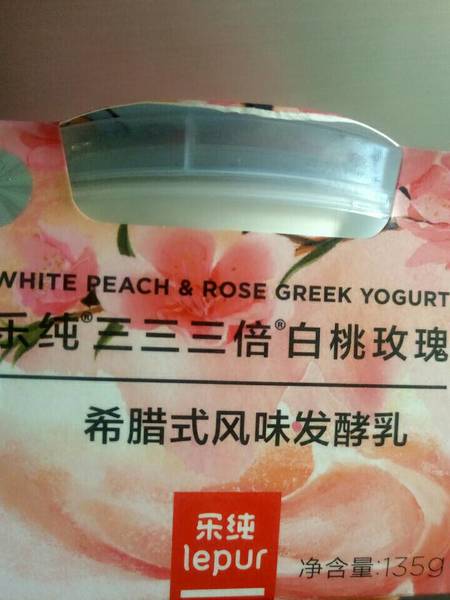 WHITE PEACH & ROSE GREEK YOGURT
乐纯®三三三倍®白桃玫瑰
希腊式风味发酵乳
乐纯
lepur
净含量:135g